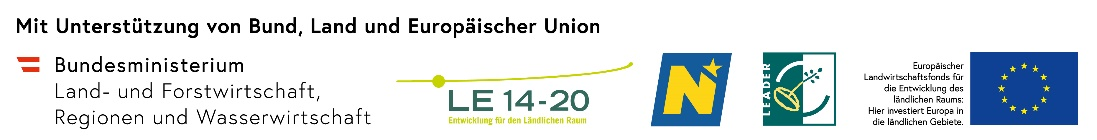 Mit Unterstützung von Bund, Land und Europäischer Union
Bundesministerium
Land- und Forstwirtschaft,
Regionen und Wasserwirtschaft
LE 14-20
Entwicklung für den Ländlichen Raum
N
LEADER
Europäischer
Landwirtschaftsfonds für
die Entwicklung des
ländlichen Raums:
Hier investiert Europa in
die ländlichen Gebiete.